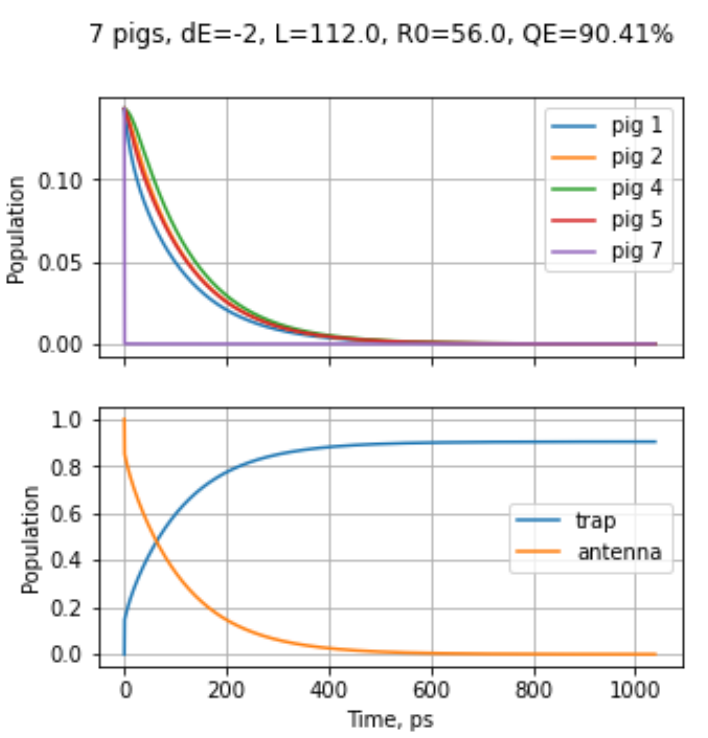 7 pigs, dE=-2, L=112.0, R0=56.0, QE=90.41%
Population
0.10
0.05
0.00
pig 1
pig 2
pig 4
pig 5
pig 7
Population
1.0
0.8
0.6
0.4
0.2
0.0
trap
antenna
0 200 400 600 800 1000
Time, ps